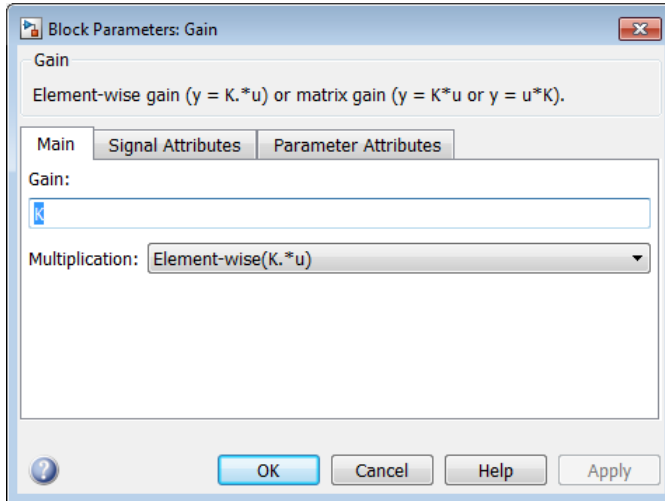 Block Parameters: Gain
Gain
Element-wise gain (y = K.*u) or matrix gain (y = K*u or y = u*K).
Main Signal Attributes Parameter Attributes
Gain:
K
Multiplication: Element-wise(K.*u)
OK Cancel Help Apply